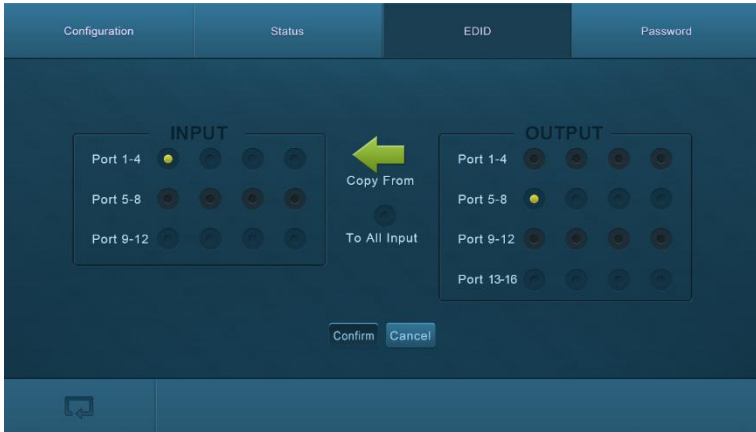 Configuration Status EDID Password
INPUT OUTPUT
Port 1-4 Port 1-4
Copy From
Port 5-8 Port 5-8
Port 9-12 To All Input Port 9-12
Port 13-16
Confirm Cancel